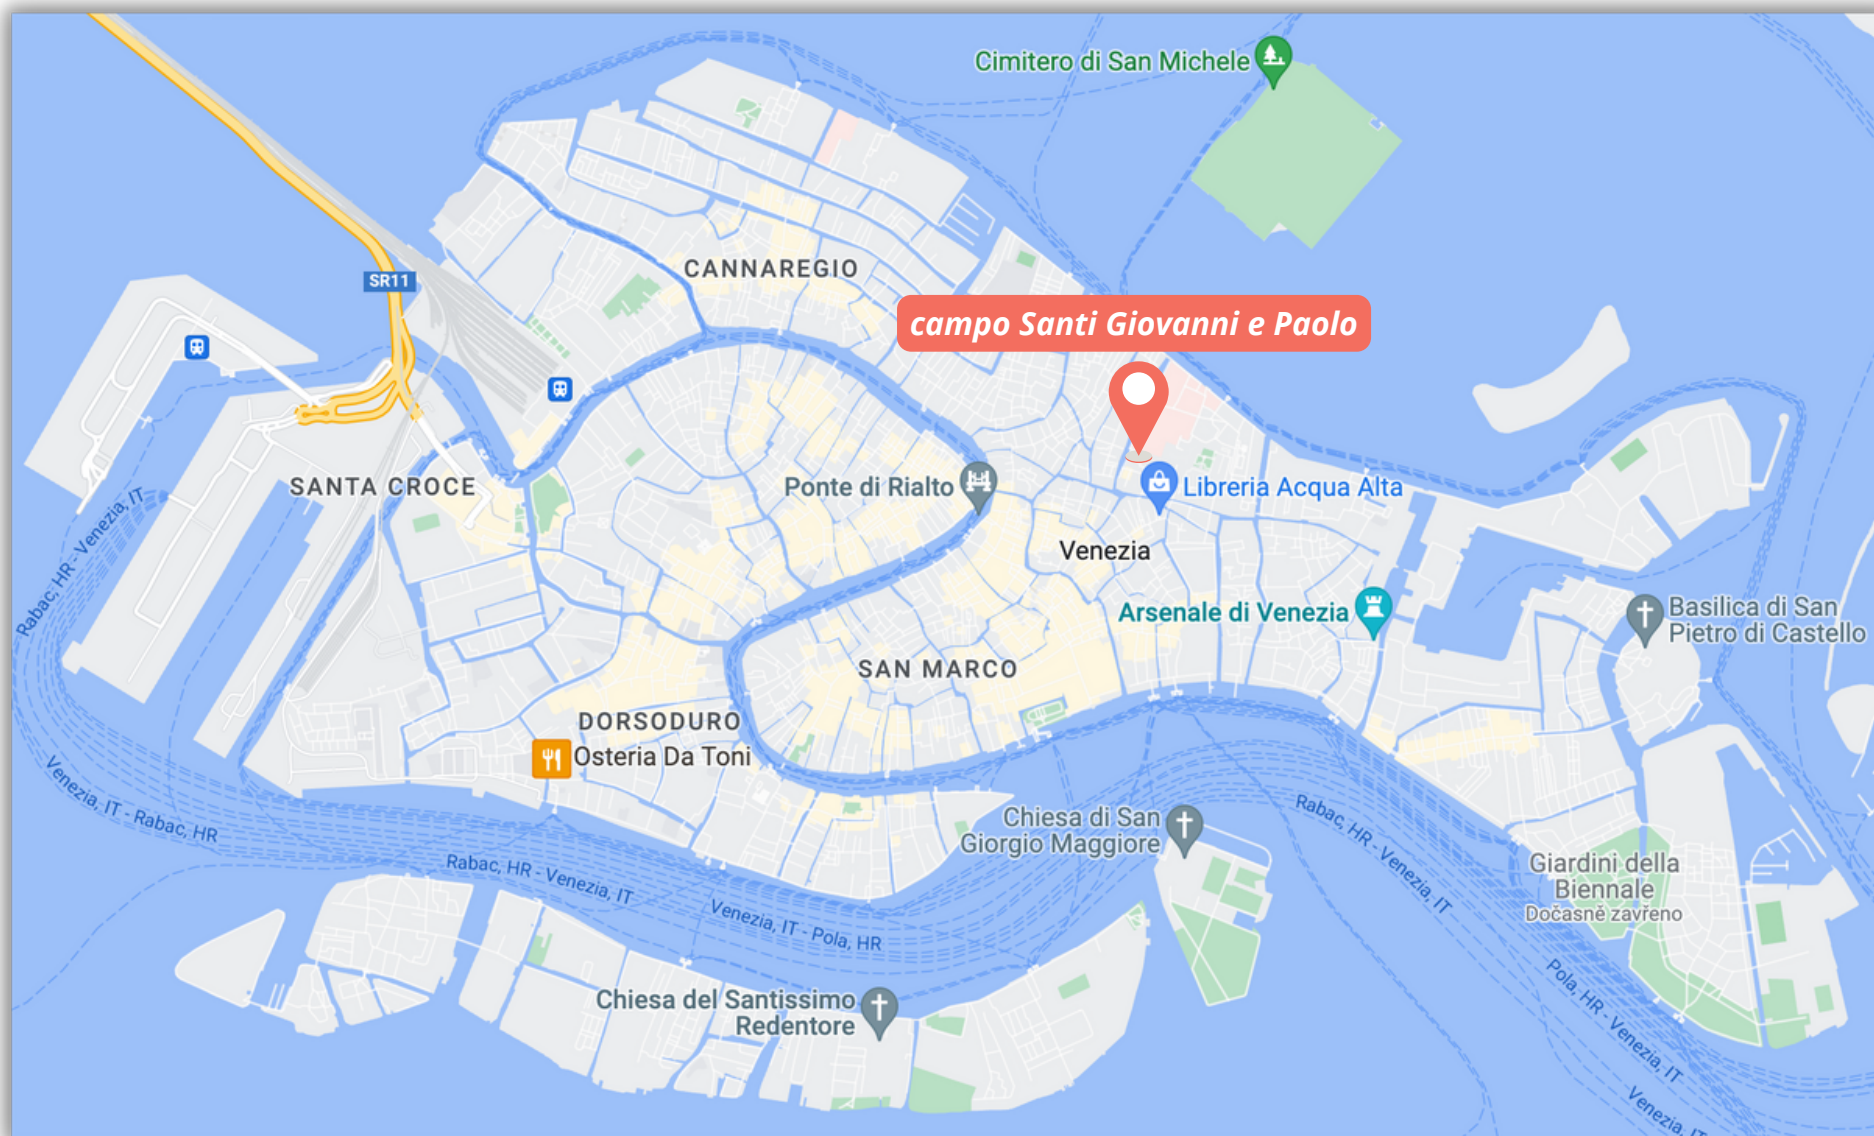 Cimitero di San Michele
CANNAREGIO
SR11
campo Santi Giovanni e Paolo
SANTA CROCE
Ponte di Rialto
Libreria Acqua Alta
Rabac, HR - Venezia, IT
Venezia
Arsenale di Venezia
Basilica di San
Pietro di Castello
SAN MARCO
DORSODURO
Osteria Da Toni
Venezia, IT - Rabac, HR
Chiesa di San
Giorgio Maggiore
Rabac, HR - Venezia, IT
Rabac, HR - Venezia, IT
Giardini della
Biennale
Dočasně zavřeno
Venezia, IT - Pola, HR
Pola, HR - Venezia, IT
Chiesa del Santissimo
Redentore
Venezia, IT